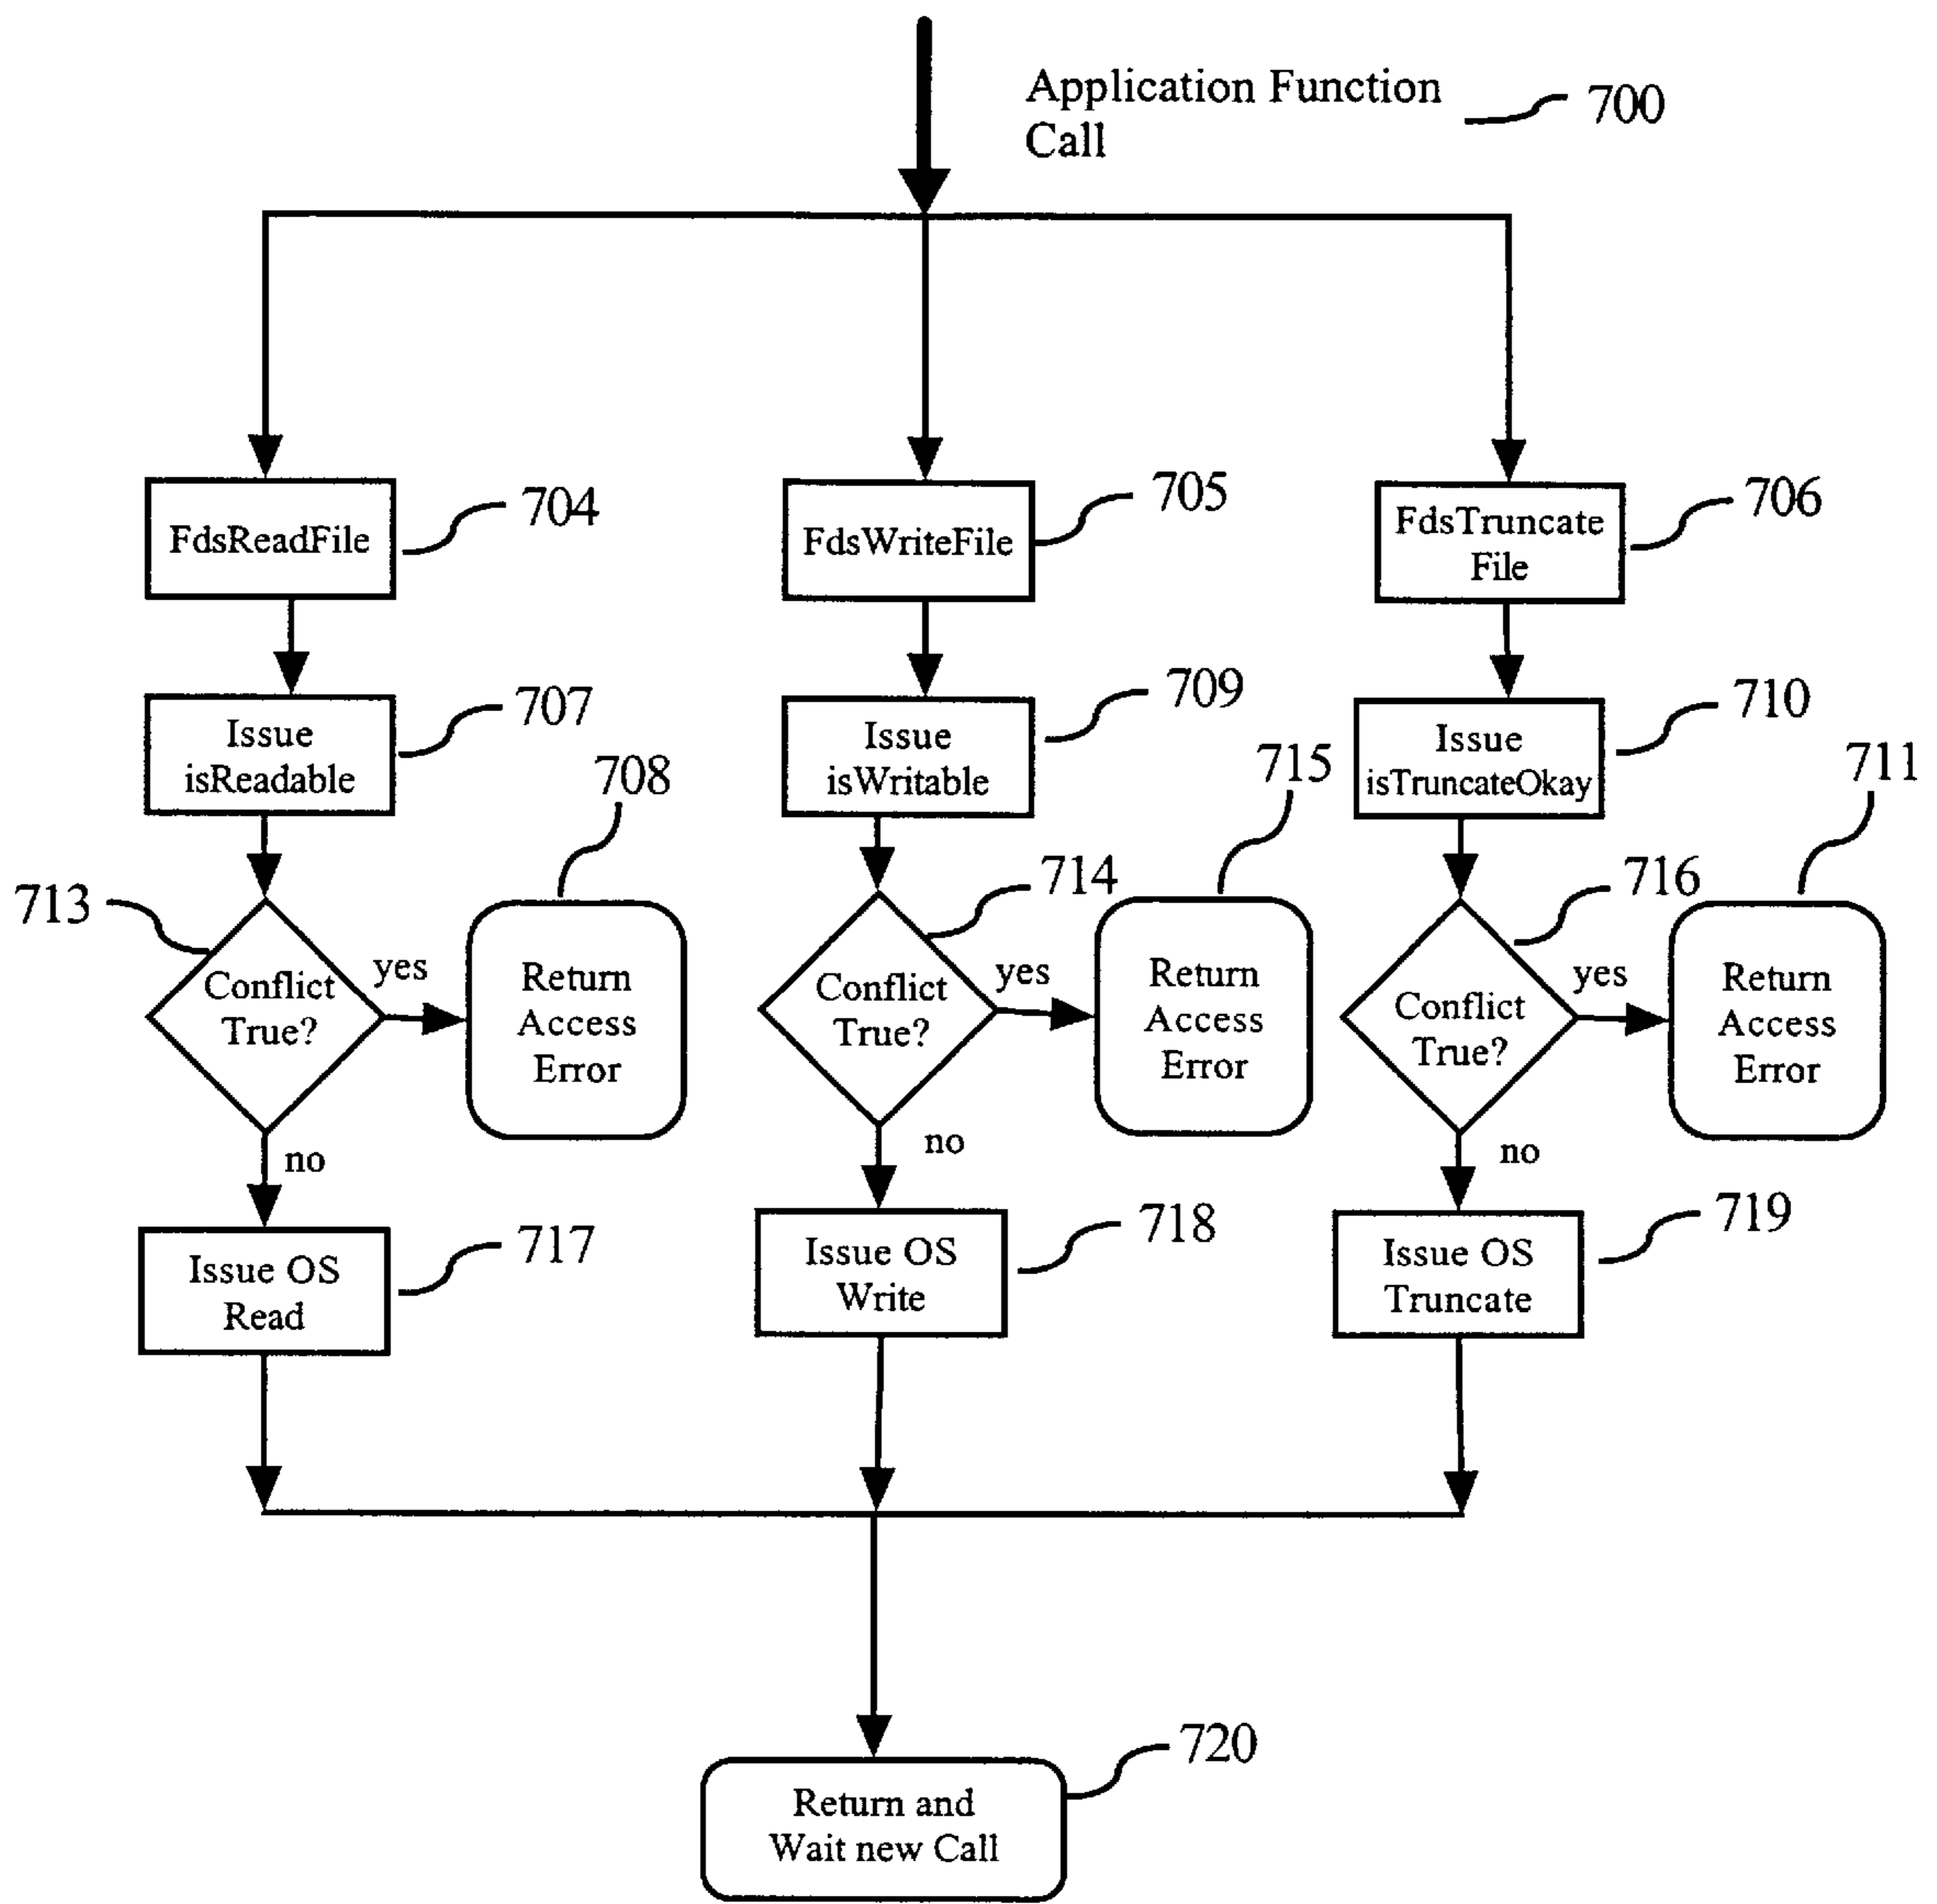 Application Function
Call
700
FdsReadFile
704
FdsWriteFile
705
FdsTruncate
File
706
Issue
isReadable
707
Issue
isWritable
709
Issue
isTruncateOkay
710
708
715
711
713
Conflict
True?
yes
Return
Access
Error
714
Conflict
True?
yes
Return
Access
Error
716
Conflict
True?
yes
Return
Access
Error
no
no
no
Issue OS
Read
717
Issue OS
Write
718
Issue OS
Truncate
719
Return and
Wait new Call
720